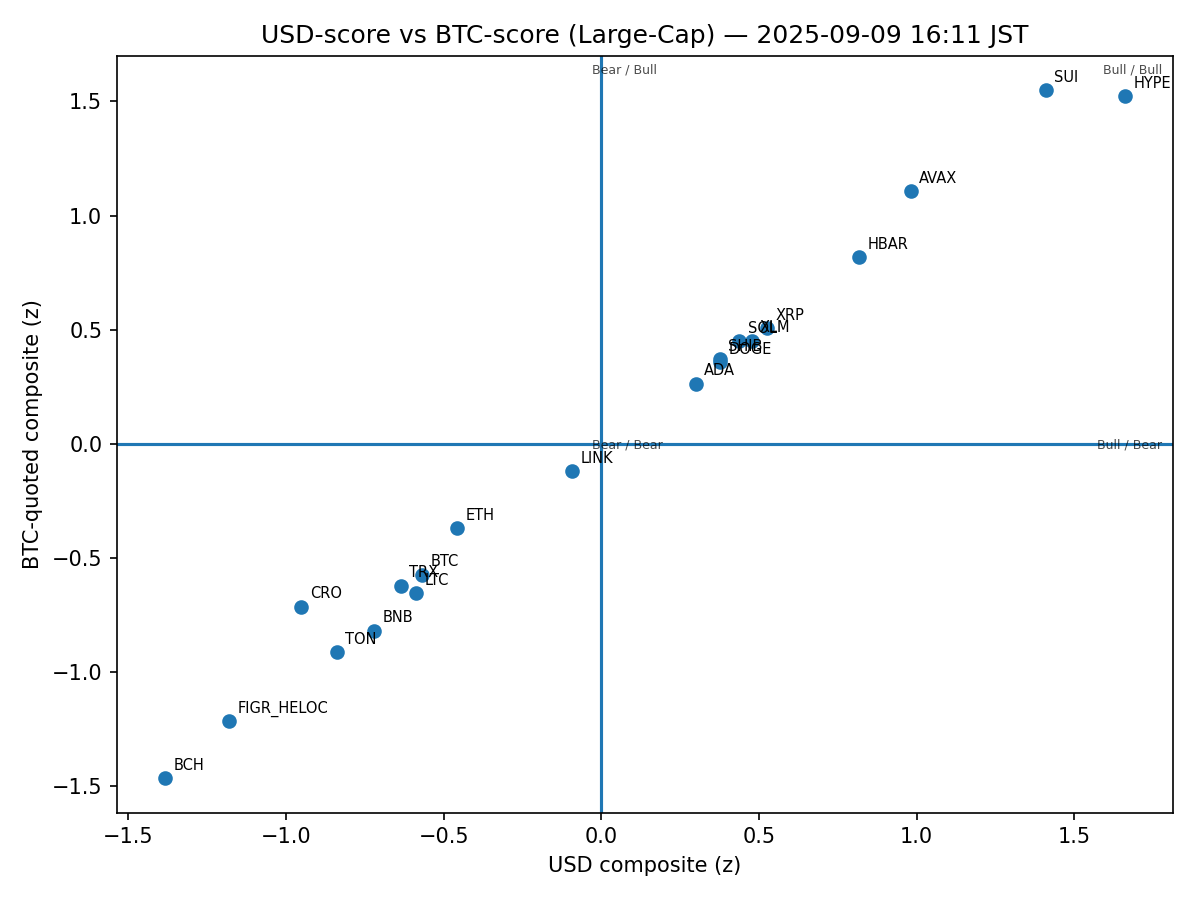 USD-score vs BTC-score (Large-Cap) — 2025-09-09 16:11 JST
Bear / Bull
Bull / Bull
SUI
HYPE
AVAX
HBAR
XRP
SOL
XLM
SHIB
DOGE
ADA
Bear / Bear
Bull / Bear
LINK
ETH
BTC
TRX
LTC
CRO
BNB
TON
FIGR_HELOC
BCH
1.5
1.0
0.5
0.0
−0.5
−1.0
−1.5
BTC-quoted composite (z)
−1.5
−1.0
−0.5
0.0
0.5
1.0
1.5
USD composite (z)